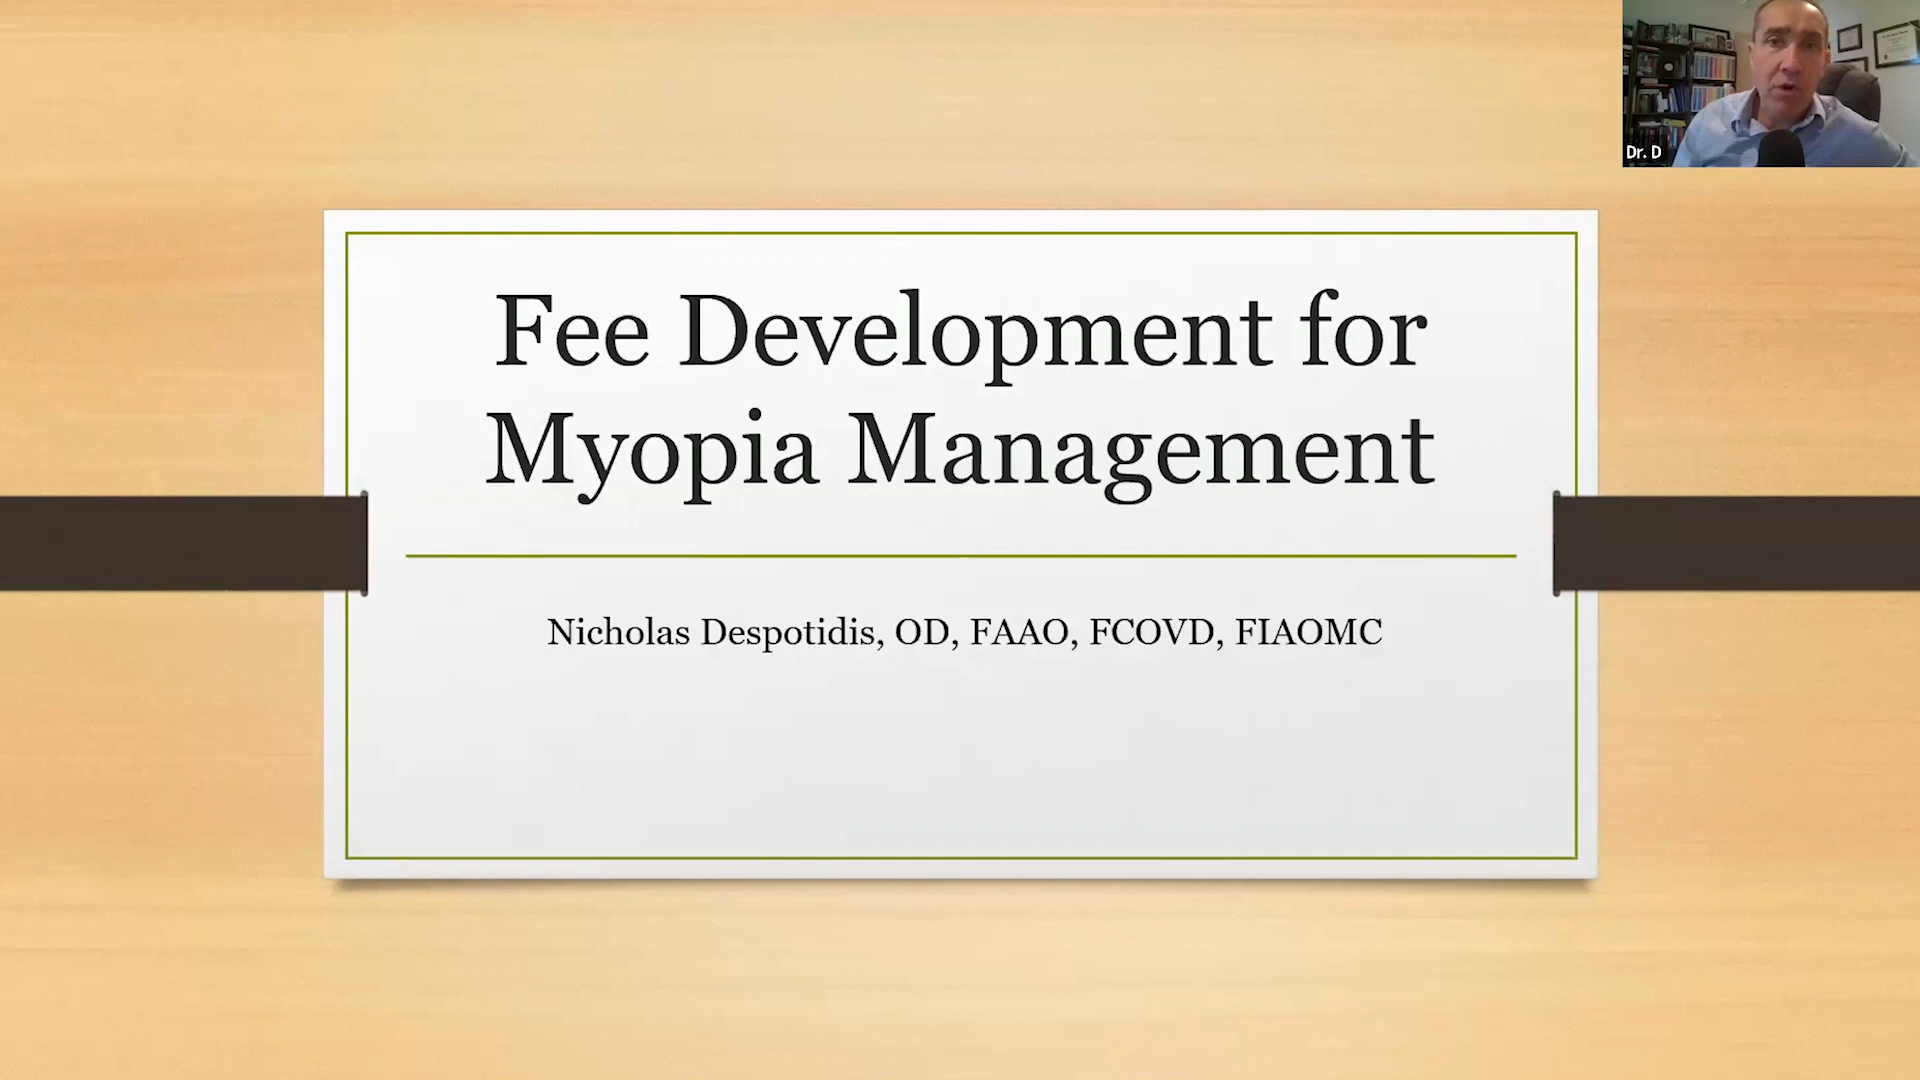 Dr. D
Fee Development for
Myopia Management
Nicholas Despotidis, OD, FAAO, FCOVD, FIAOMC